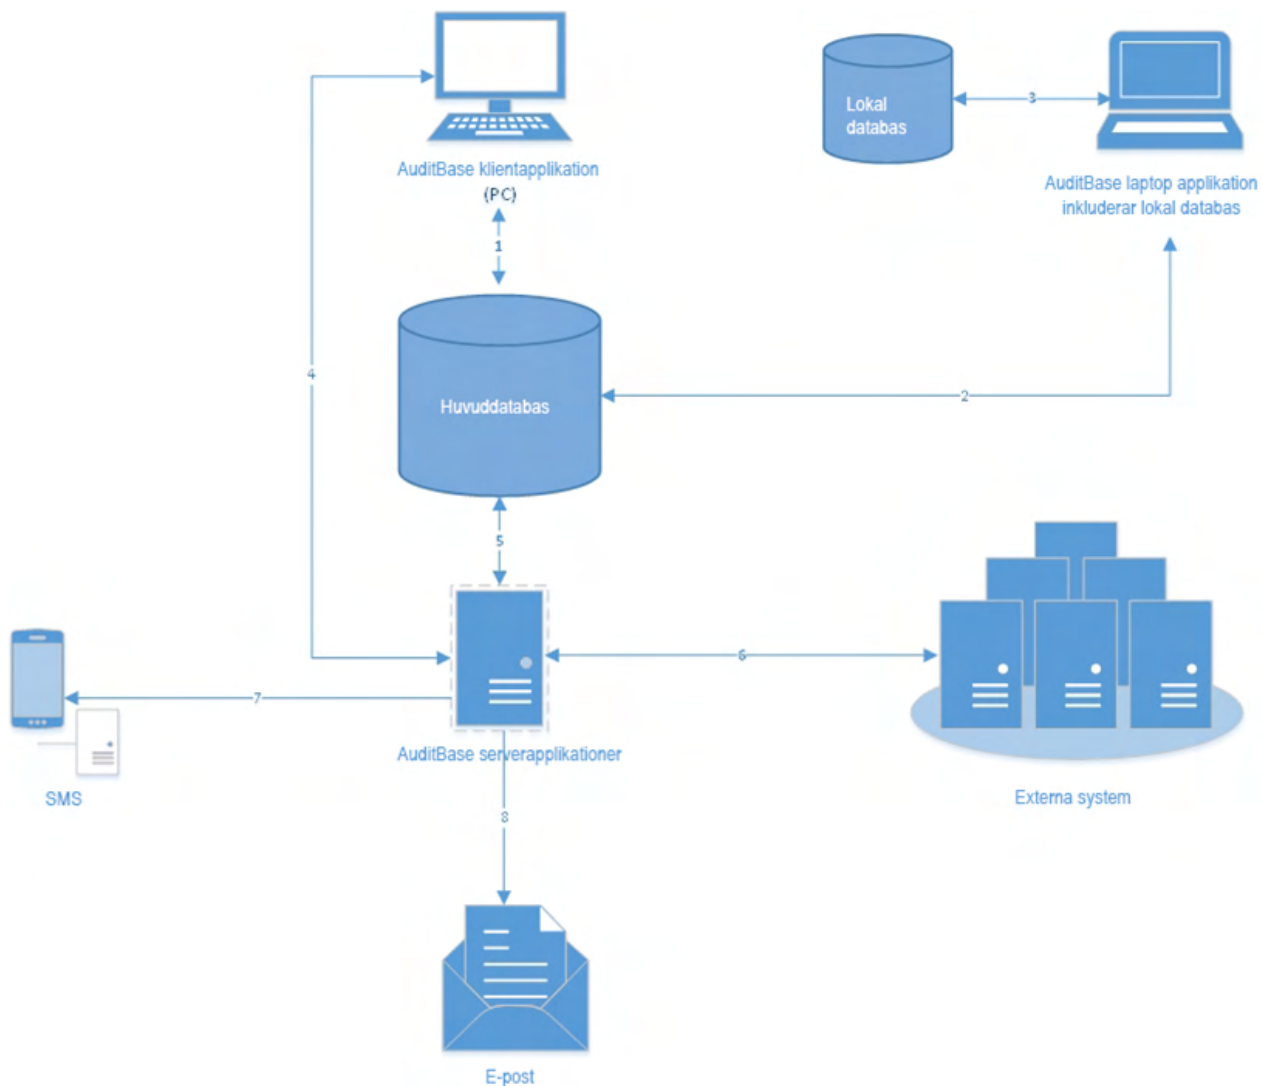 Lokal
databas
3
AuditBase klientapplikation
(PC)
AuditBase laptop applikation
inkluderar lokal databas
1
4
Huvuddatabas
2
5
6
7
AuditBase serverapplikationer
SMS
Externa system
8
E-post